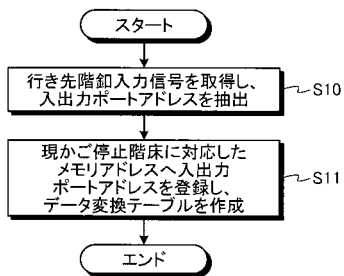 スタート
行き先階釦入力信号を取得し、
入出力ポートアドレスを抽出
S10
現かご停止階床に対応した
メモリアドレスへ入出力
ポートアドレスを登録し、
データ変換テーブルを作成
S11
エンド